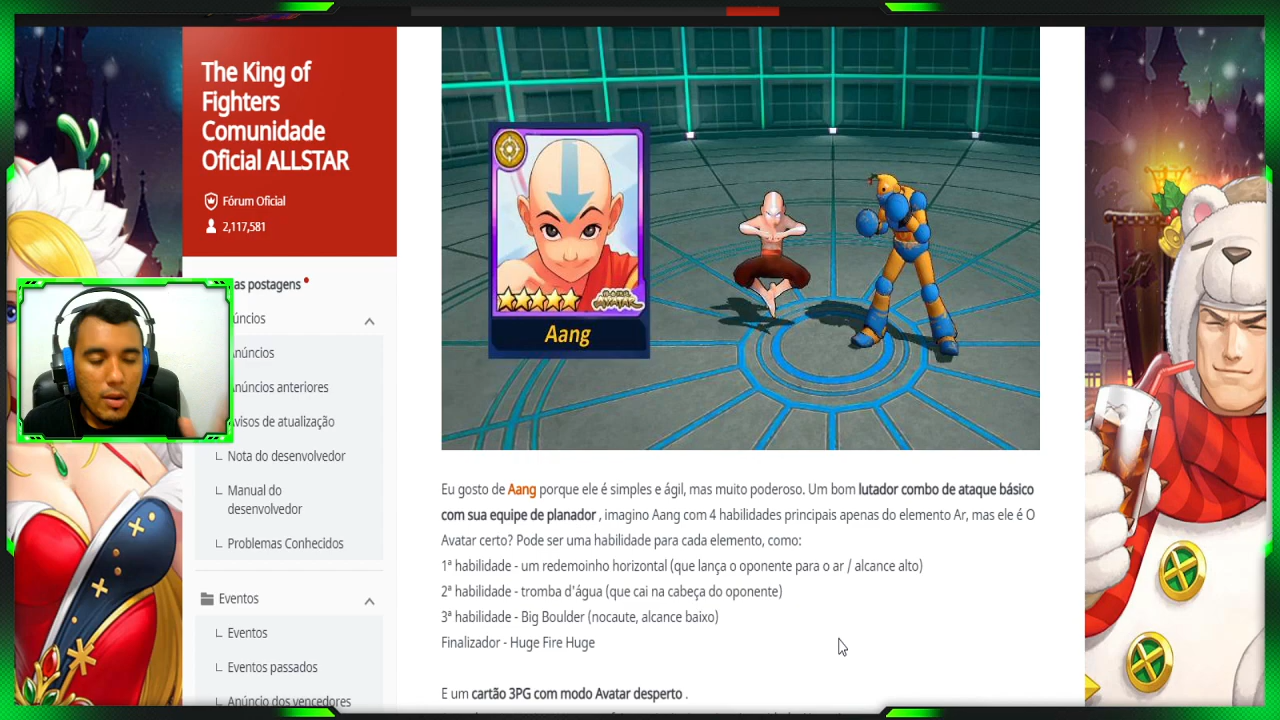 The King of
Fighters
Comunidade
Oficial ALLSTAR
Fórum Oficial
2,117,581
as postagens
úncios
Anúncios
Anúncios anteriores
Avisos de atualização
Nota do desenvolvedor
Manual do
desenvolvedor
Problemas Conhecidos
Eventos
Eventos
Eventos passados
Anúncio dos vencedores
Aang
Eu gosto de Aang porque ele é simples e ágil, mas muito poderoso. Um bom lutador combo de ataque básico
com sua equipe de planador , imagino Aang com 4 habilidades principais apenas do elemento Ar, mas ele é O
Avatar certo? Pode ser uma habilidade para cada elemento, como:
1ª habilidade - um redemoinho horizontal (que lança o oponente para o ar / alcance alto)
2ª habilidade - tromba d'água (que cai na cabeça do oponente)
3ª habilidade - Big Boulder (nocaute, alcance baixo)
Finalizador - Huge Fire Huge
E um cartão 3PG com modo Avatar desperto .